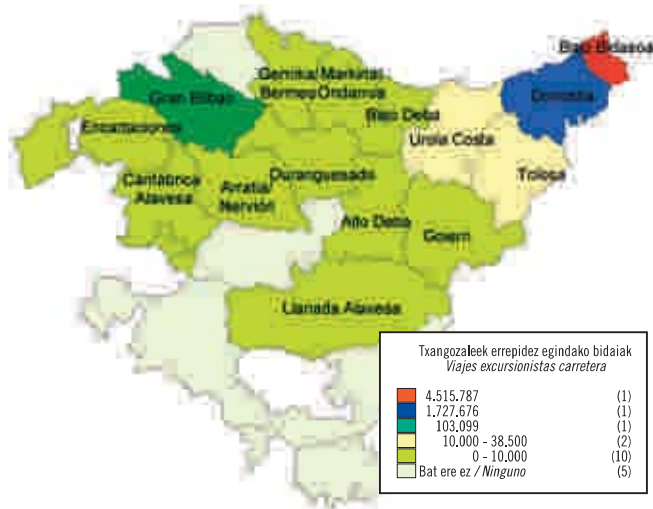 Bajo Bidasoa
Gernika/ Markina/
Bermeo Ondarroa
Gran Bilbao
Donostia
Bajo Deba
Encartaciones
Urola Costa
Cantábrica
Alavesa
Arratia/
Nervión
Duranguesado
Tolosa
Alto Deba
Goierri
Llanada Alavesa
Txangozaleek errepidez egindako bidaiak
Viajes excursionistas carretera
4.515.787 (1)
1.727.676 (1)
103.099 (1)
10.000 - 38.500 (2)
0 - 10.000 (10)
Bat ere ez / Ninguno (5)